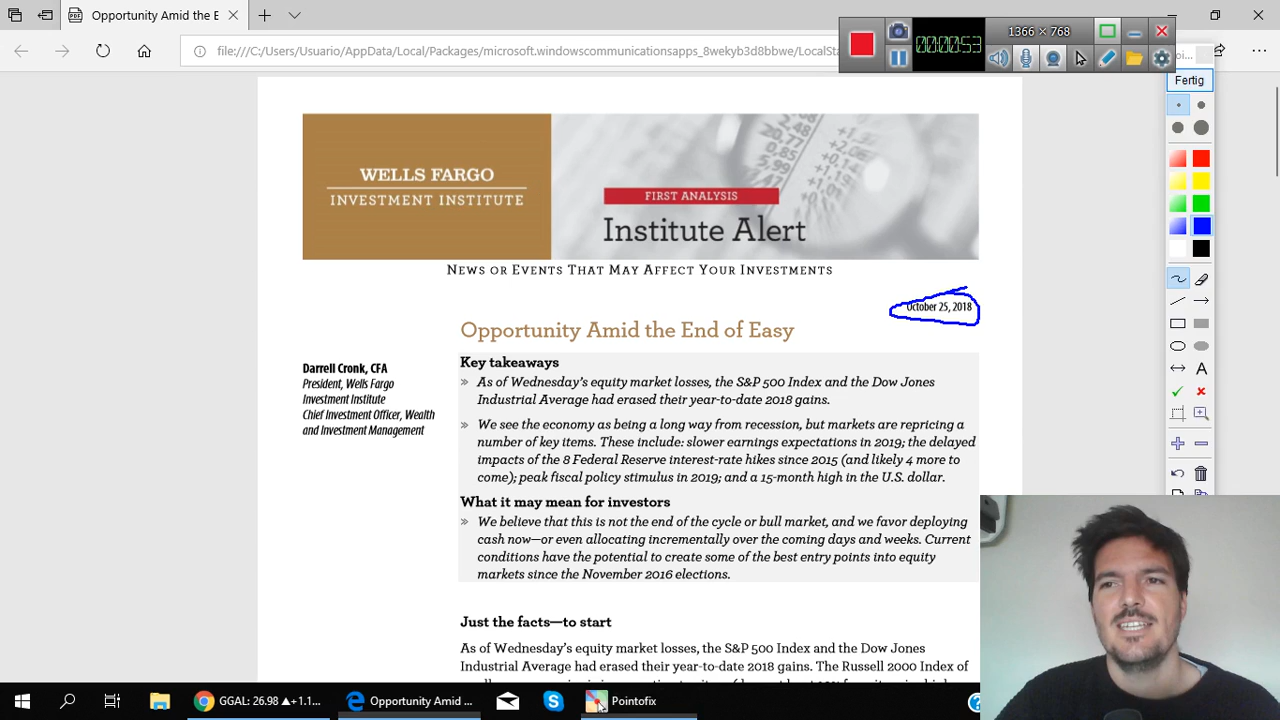 Opportunity Amid the E
file:///C:/Users/Usuario/AppData/Local/Packages/microsoft.windowscommunicationsapps_8wekyb3d8bbwe/LocalSta
00:00:53
1366 × 768
Fertig
WELLS FARGO
INVESTMENT INSTITUTE
FIRST ANALYSIS
Institute Alert
NEWS OR EVENTS THAT MAY AFFECT YOUR INVESTMENTS
October 25, 2018
Opportunity Amid the End of Easy
Darrell Cronk, CFA
President, Wells Fargo
Investment Institute
Chief Investment Officer, Wealth
and Investment Management
Key takeaways
» As of Wednesday's equity market losses, the S&P 500 Index and the Dow Jones
Industrial Average had erased their year-to-date 2018 gains.
» We see the economy as being a long way from recession, but markets are repricing a
number of key items. These include: slower earnings expectations in 2019; the delayed
impacts of the 8 Federal Reserve interest-rate hikes since 2015 (and likely 4 more to
come); peak fiscal policy stimulus in 2019; and a 15-month high in the U.S. dollar.
What it may mean for investors
» We believe that this is not the end of the cycle or bull market, and we favor deploying
cash now—or even allocating incrementally over the coming days and weeks. Current
conditions have the potential to create some of the best entry points into equity
markets since the November 2016 elections.
Just the facts—to start
As of Wednesday's equity market losses, the S&P 500 Index and the Dow Jones
Industrial Average had erased their year-to-date 2018 gains. The Russell 2000 Index of
GGAL: 26.98 ▲+1.1...
Opportunity Amid ...
Pointofix